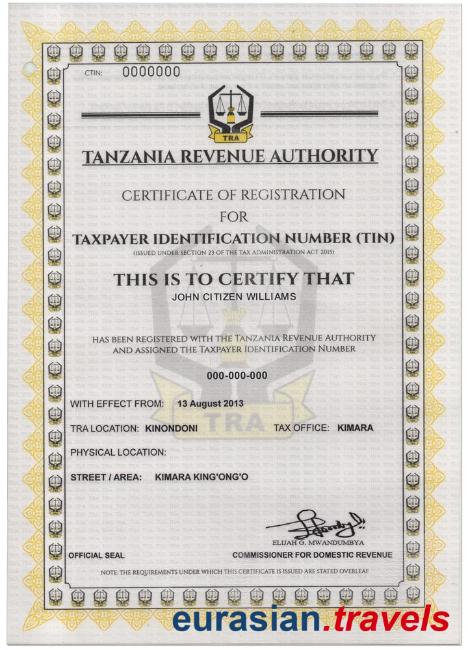 CTIN: 0000000
TRA
TANZANIA REVENUE AUTHORITY
CERTIFICATE OF REGISTRATION
FOR
TAXPAYER IDENTIFICATION NUMBER (TIN)
(ISSUED UNDER SECTION 23 OF THE TAX ADMINISTRATION ACT 2015)
THIS IS TO CERTIFY THAT
JOHN CITIZEN WILLIAMS
HAS BEEN REGISTERED WITH THE TANZANIA REVENUE AUTHORITY
AND ASSIGNED THE TAXPAYER IDENTIFICATION NUMBER
000-000-000
WITH EFFECT FROM: 13 August 2013
TRA
TRA LOCATION: KINONDONI TAX OFFICE: KIMARA
PHYSICAL LOCATION:
STREET / AREA: KIMARA KING'ONG'O
ELIJAH G. MWANDUMBYA
OFFICIAL SEAL COMMISSIONER FOR DOMESTIC REVENUE
NOTE: THE REQUIREMENTS UNDER WHICH THIS CERTIFICATE IS ISSUED ARE STATED OVERLEAF
eurasian.travels